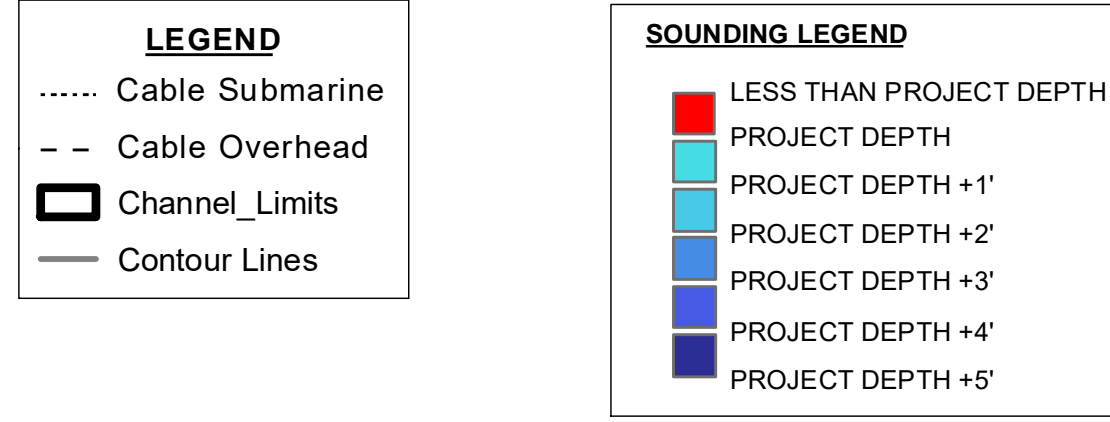 LEGEND
Cable Submarine
Cable Overhead
Channel_Limits
Contour Lines
SOUNDING LEGEND
LESS THAN PROJECT DEPTH
PROJECT DEPTH
PROJECT DEPTH +1'
PROJECT DEPTH +2'
PROJECT DEPTH +3'
PROJECT DEPTH +4'
PROJECT DEPTH +5'